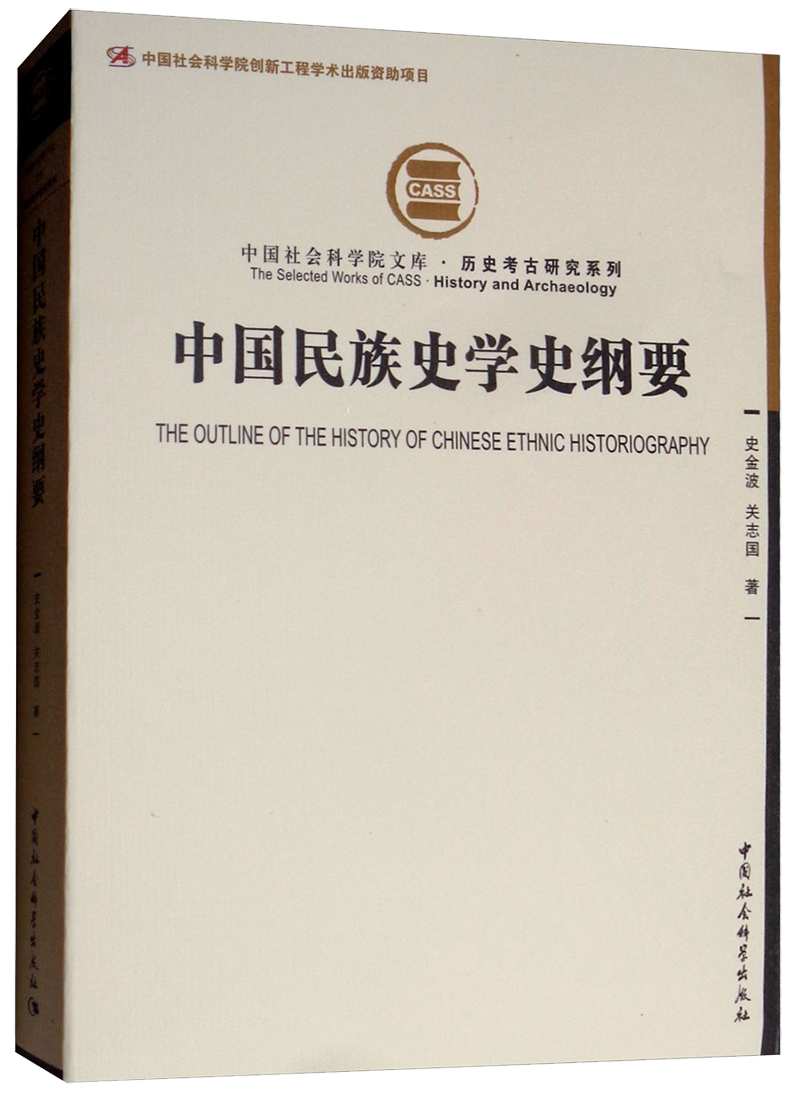 中国社会科学院创新工程学术出版资助项目
CASS
中国社会科学院文库 · 历史考古研究系列
The Selected Works of CASS · History and Archaeology
中国民族史学史纲要
THE OUTLINE OF THE HISTORY OF CHINESE ETHNIC HISTORIOGRAPHY
史金波 关志国 著
中国社会科学出版社
中国民族史学史纲要
史金波 关志国 著
中国社会科学出版社